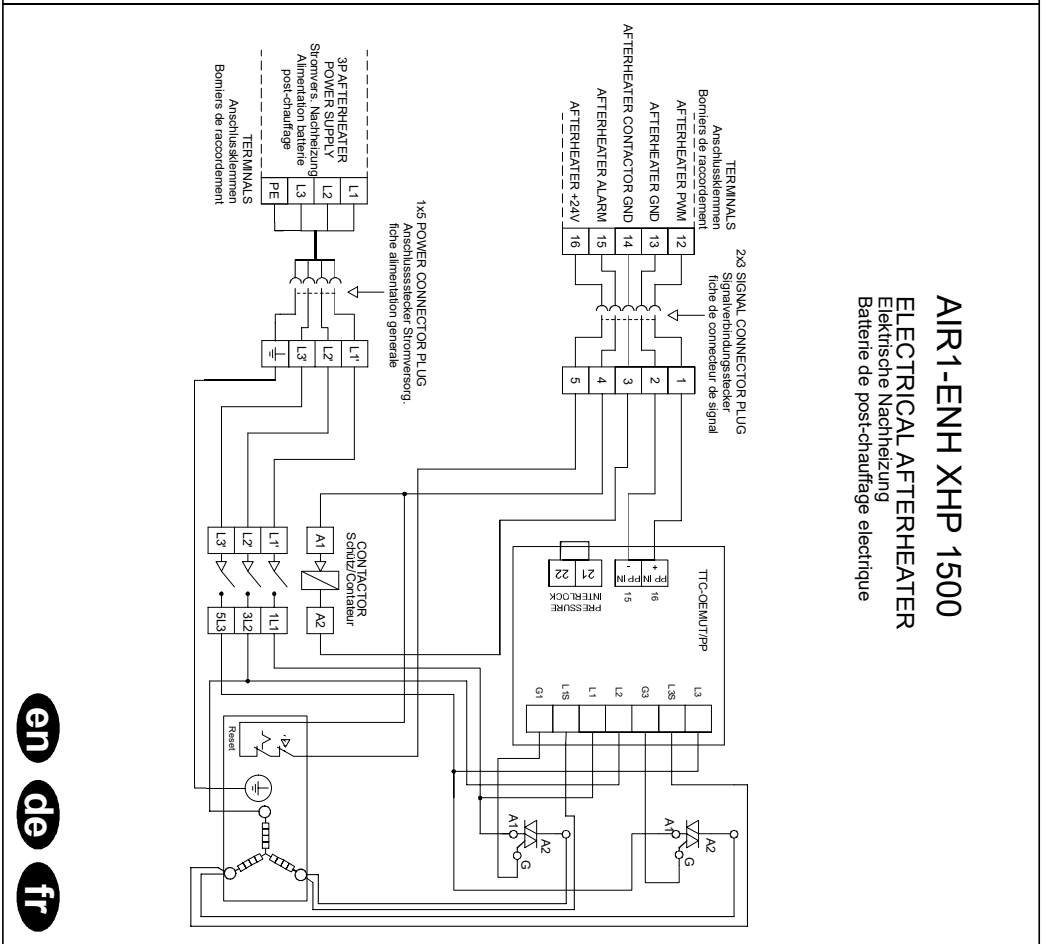 AIR1-ENH XHP 1500
ELECTRICAL AFTERHEATER
Elektrische Nachheizung
Batterie de post-chauffage electrique
TERMINALS
Anschlussklemmen
Borniers de raccordement
AFTERHEATER PWM
AFTERHEATER GND
AFTERHEATER CONTACTOR GND
AFTERHEATER ALARM
AFTERHEATER +24V
12
13
14
15
16
2x3 SIGNAL CONNECTOR PLUG
Signalverbindungsstecker
fiche de connecteur de signal
1
2
3
4
5
TTC-OEMUT/PP
+
PP IN
-
PP IN
16
15
21
22
PRESSURE
INTERLOCK
L3
L3S
G3
L2
L1
L1S
G1
A1
A2
G
A1
A2
G
3P AFTERHEATER
POWER SUPPLY
Stromvers. Nachheizung
Alimentation batterie
post-chauffage
L1
L2
L3
PE
TERMINALS
Anschlussklemmen
Borniers de raccordement
1x5 POWER CONNECTOR PLUG
Anschlussstecker Stromversorg.
fiche alimentation generale
L1'
L2'
L3'
CONTACTOR
Schütz/Contateur
A1
A2
L1'
L2'
L3'
1L1
3L2
5L3
Reset
en
de
fr